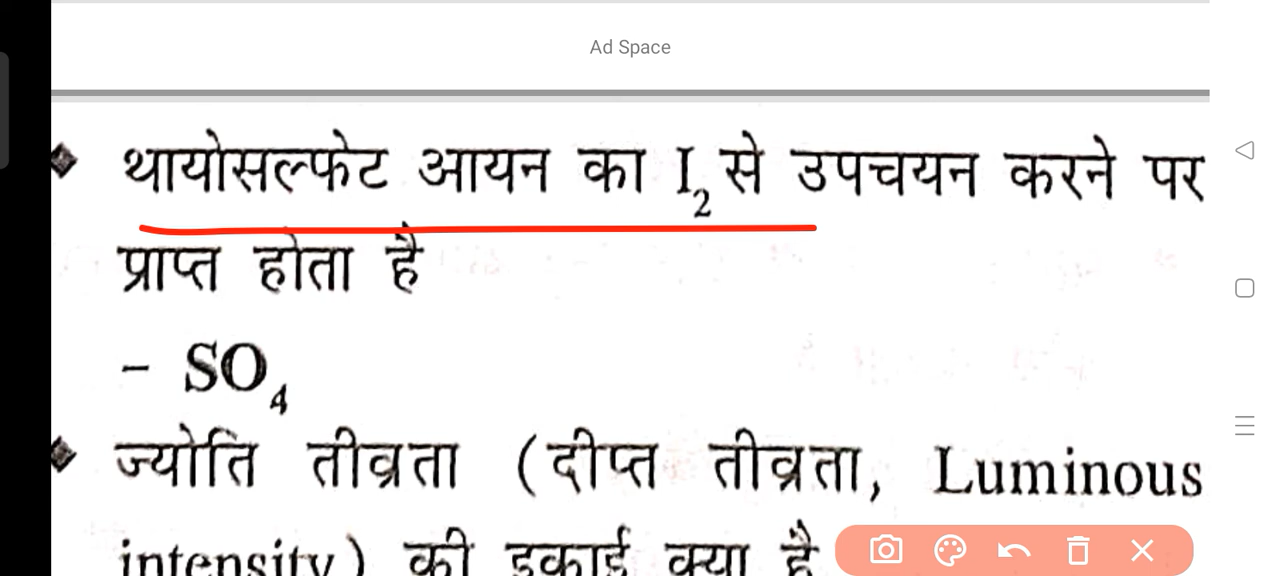 Ad Space
थायोसल्फेट आयन का I₂ से उपचयन करने पर
प्राप्त होता है
– SO₄
ज्योति तीव्रता (दीप्त तीव्रता, Luminous
intensity) की इकाई क्या है